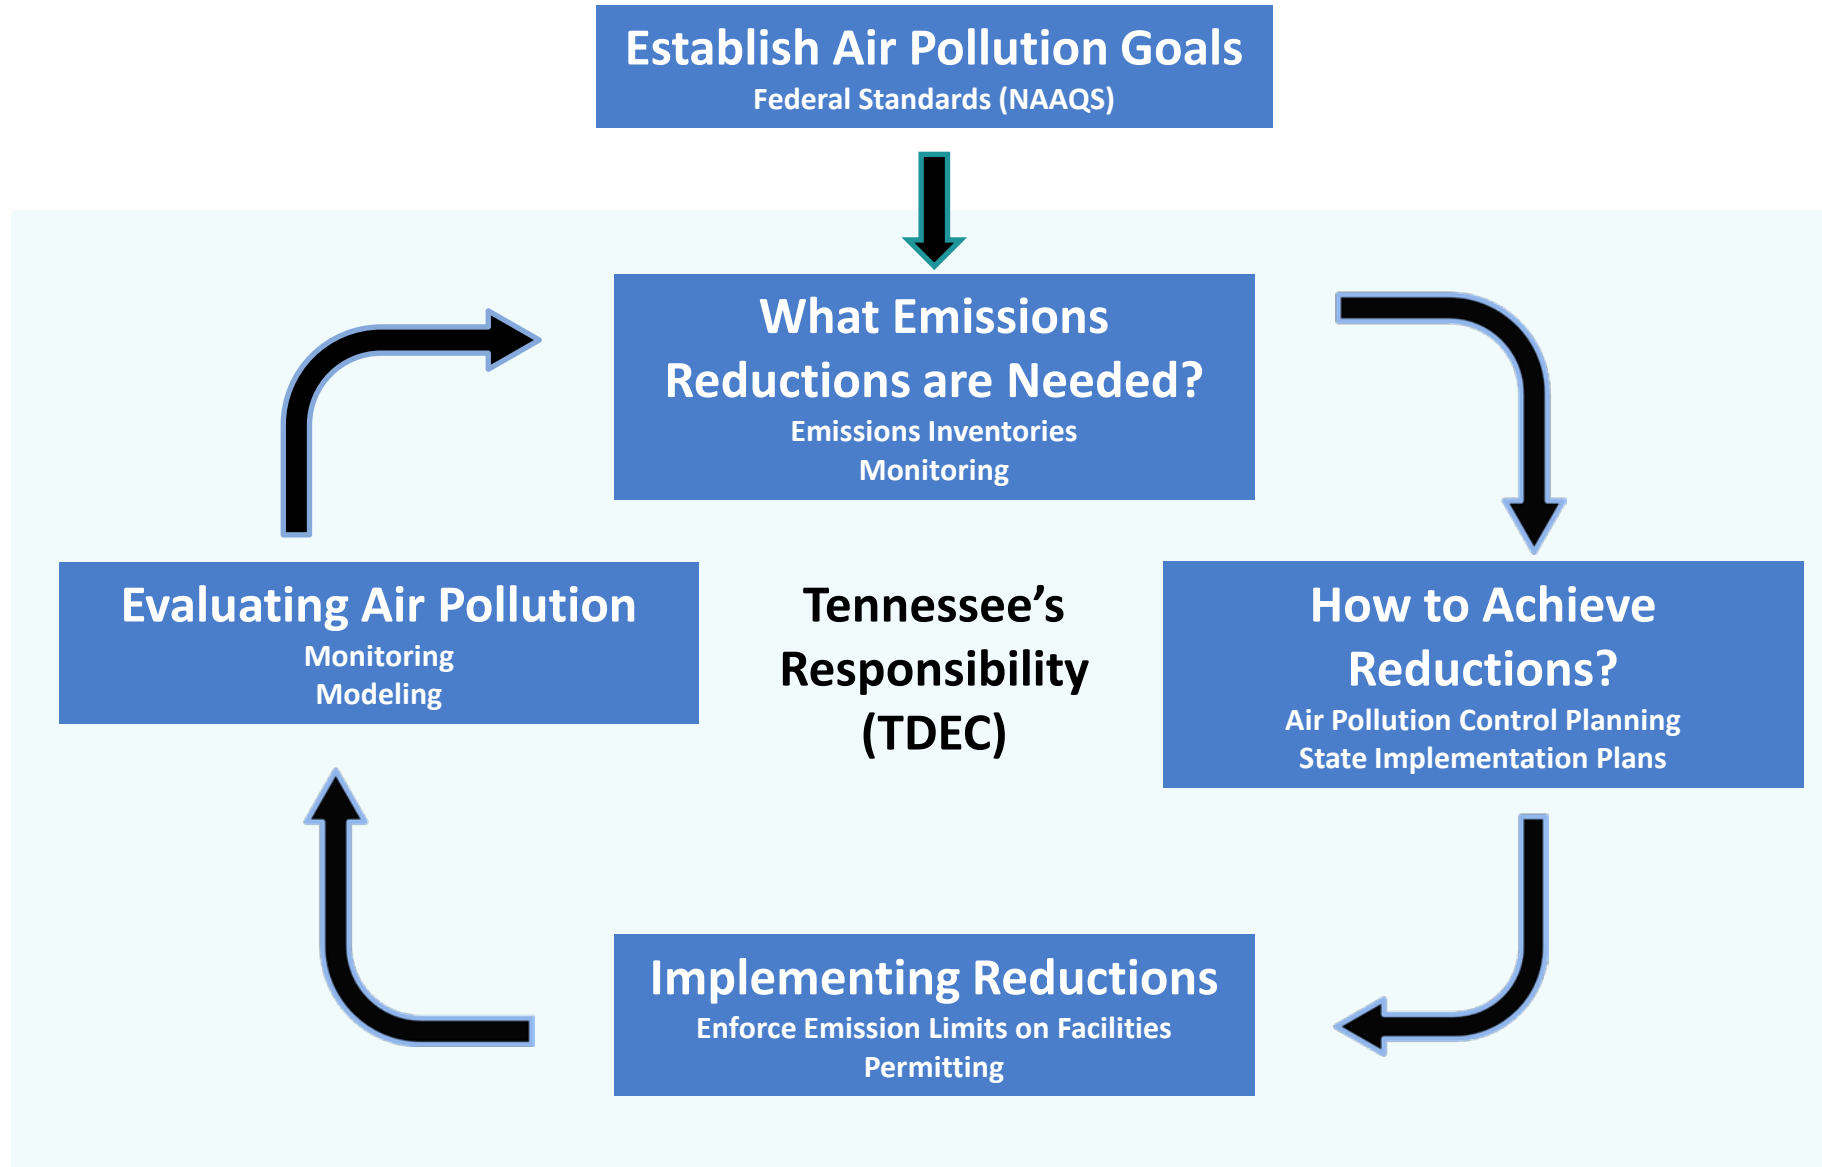 Establish Air Pollution Goals
Federal Standards (NAAQS)
What Emissions
Reductions are Needed?
Emissions Inventories
Monitoring
Evaluating Air Pollution
Monitoring
Modeling
Tennessee’s
Responsibility
(TDEC)
How to Achieve
Reductions?
Air Pollution Control Planning
State Implementation Plans
Implementing Reductions
Enforce Emission Limits on Facilities
Permitting